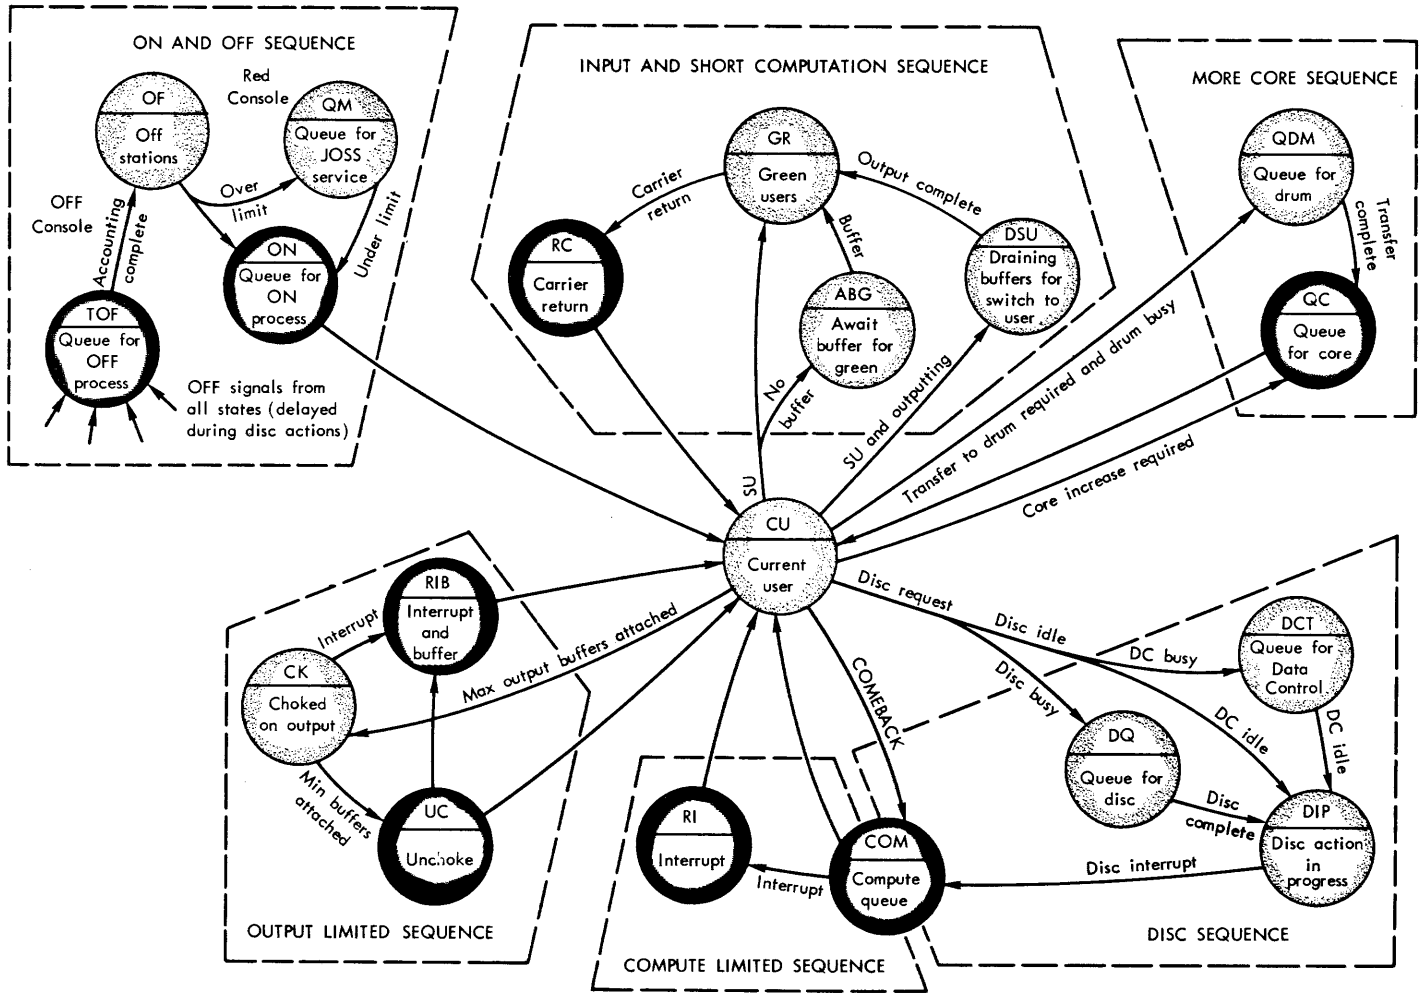 ON AND OFF SEQUENCE
OF
Off
stations
Red
Console
QM
Queue for
JOSS
service
Over
limit
Under limit
OFF
Console
Accounting
complete
ON
Queue for
ON
process
TOF
Queue for
OFF
process
OFF signals from
all states (delayed
during disc actions)
INPUT AND SHORT COMPUTATION SEQUENCE
GR
Green
users
Carrier
return
Output complete
RC
Carrier
return
Buffer
ABG
Await
buffer for
green
DSU
Draining
buffers for
switch to
user
No
buffer
SU
SU and outputting
MORE CORE SEQUENCE
QDM
Queue for
drum
Transfer
complete
QC
Queue
for core
Transfer to drum required and drum busy
Core increase required
CU
Current
user
RIB
Interrupt
and
buffer
Interrupt
CK
Choked
on output
Max output buffers attached
Min buffers
attached
UC
Unchoke
OUTPUT LIMITED SEQUENCE
COMEBACK
RI
Interrupt
Interrupt
COM
Compute
queue
COMPUTE LIMITED SEQUENCE
Disc request
Disc idle
DC busy
Disc busy
DC idle
DCT
Queue for
Data
Control
DC idle
DQ
Queue for
disc
Disc
complete
DIP
Disc action
in
progress
Disc interrupt
DISC SEQUENCE